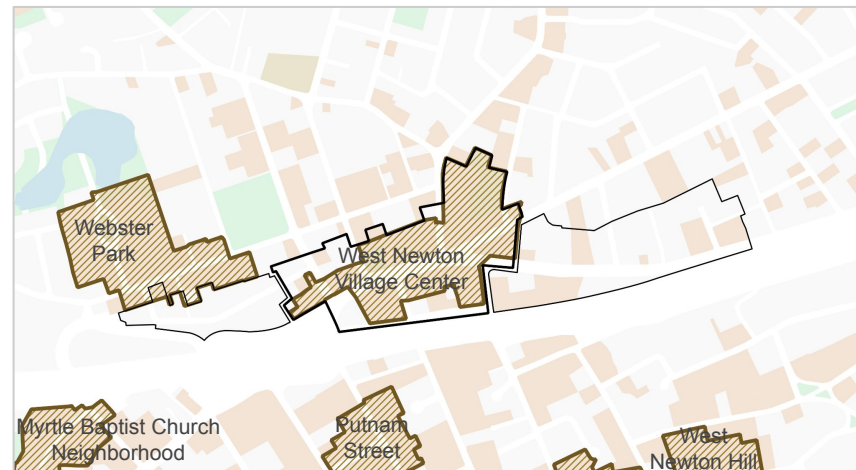 Webster
Park
West Newton
Village Center
Myrtle Baptist Church
Neighborhood
Putnam
Street
West
Newton Hill